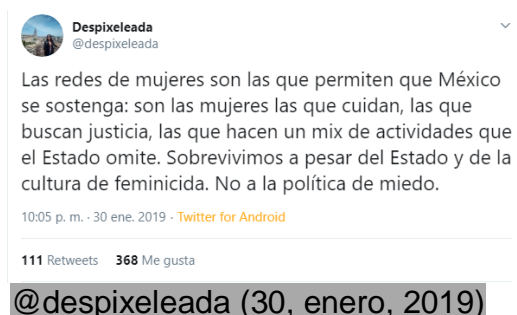 Despixeleada
@despixeleada
Las redes de mujeres son las que permiten que México
se sostenga: son las mujeres las que cuidan, las que
buscan justicia, las que hacen un mix de actividades que
el Estado omite. Sobrevivimos a pesar del Estado y de la
cultura de feminicida. No a la política de miedo.
10:05 p. m. · 30 ene. 2019 · Twitter for Android
111 Retweets 368 Me gusta
@despixeleada (30, enero, 2019)